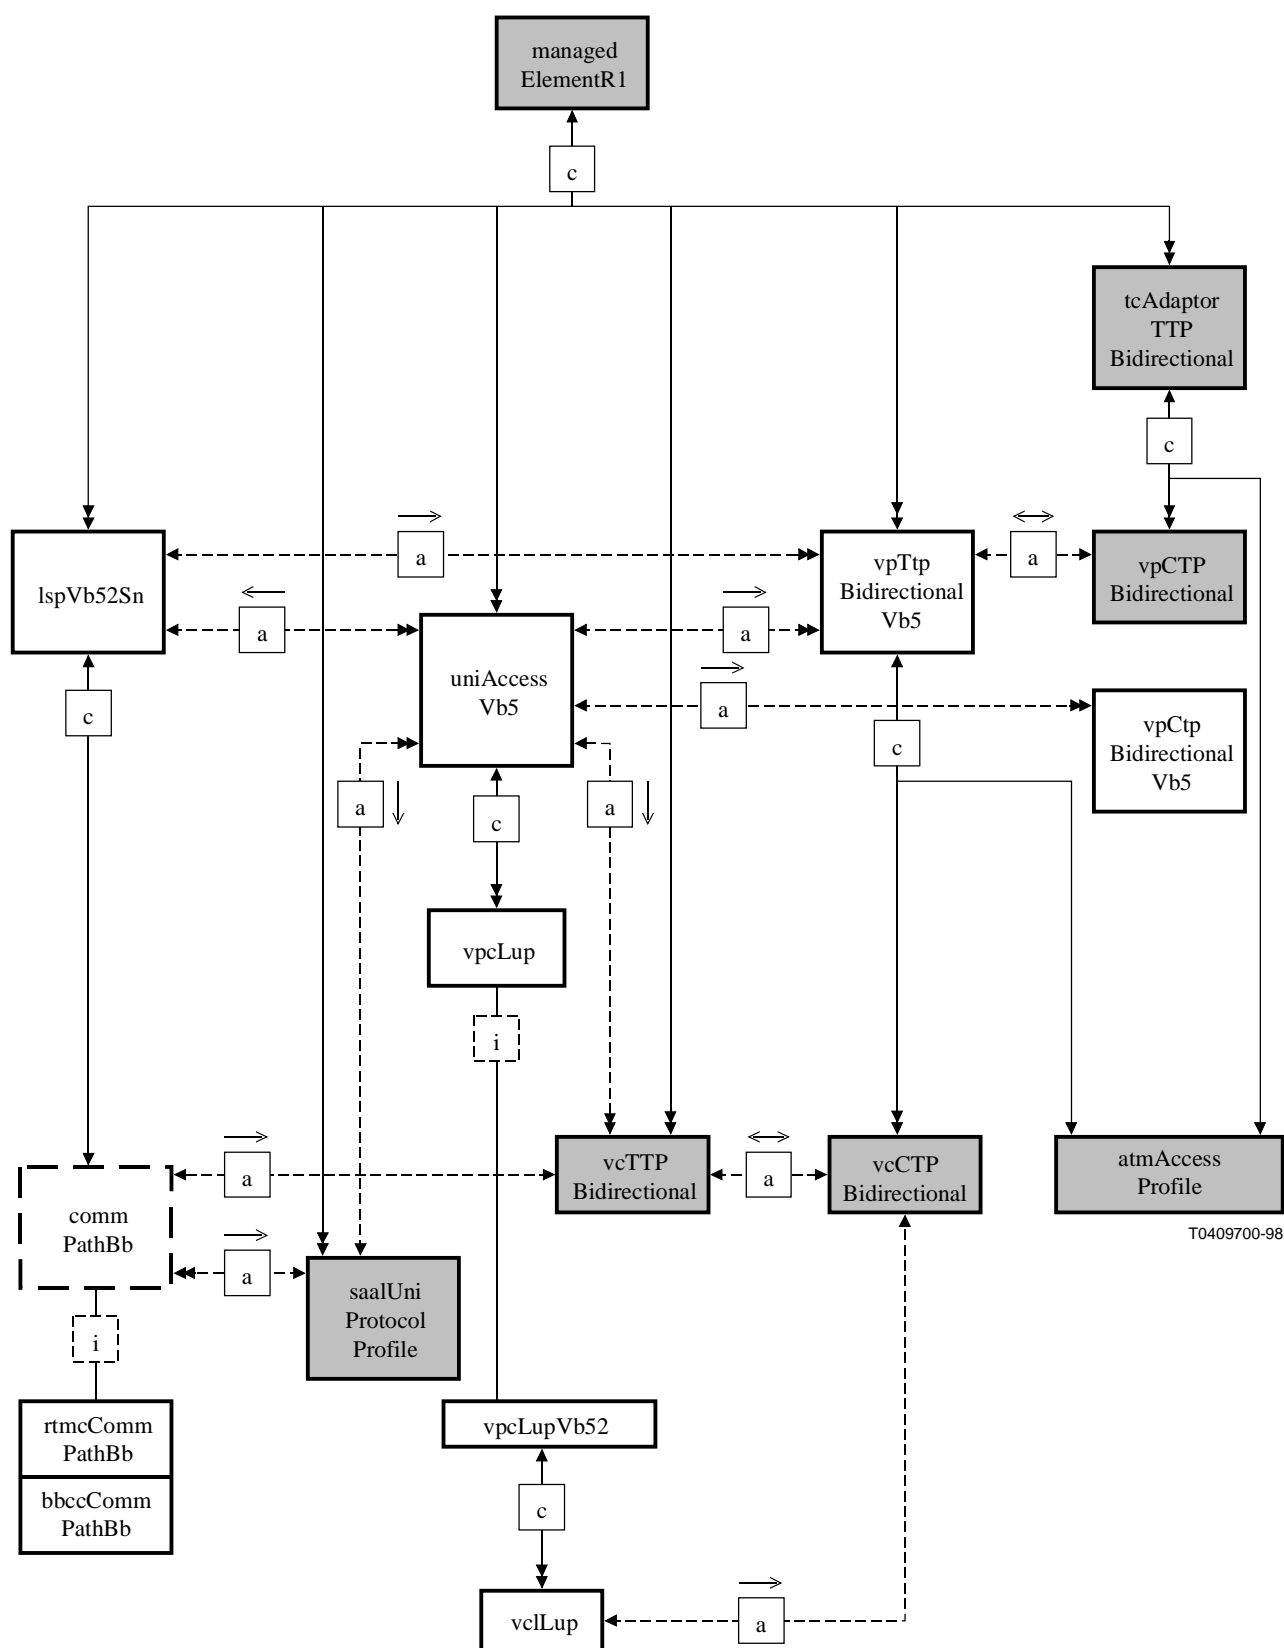 managed
ElementR1
c
tcAdaptor
TTP
Bidirectional
c
lspVb52Sn
a
vpTtp
Bidirectional
Vb5
a
vpCTP
Bidirectional
a
uniAccess
Vb5
a
a
c
c
vpCtp
Bidirectional
Vb5
a
c
a
vpcLup
i
a
vcTTP
Bidirectional
a
vcCTP
Bidirectional
atmAccess
Profile
T0409700-98
comm
PathBb
a
saalUni
Protocol
Profile
i
rtmcComm
PathBb
bbccComm
PathBb
vpcLupVb52
c
vclLup
a